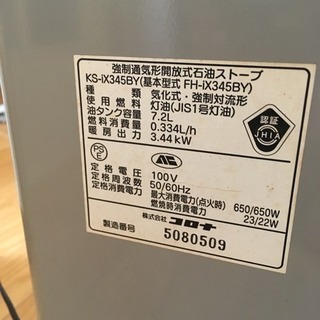 強制通気形開放式石油ストーブ
KS-iX345BY(基本型式 FH-iX345BY)
種類 気化式・強制対流形
使用燃料 灯油(JIS1号灯油)
油タンク容量 7.2L
燃料消費量 0.334L/h
暖房出力 3.44kW
認証
JHIA
PS
E
定格電圧 100V
定格周波数 50/60Hz
定格消費電力 最大消費電力(点火時) 650/650W
燃焼時消費電力 23/22W
株式会社 コロナ
製造番号 5080509